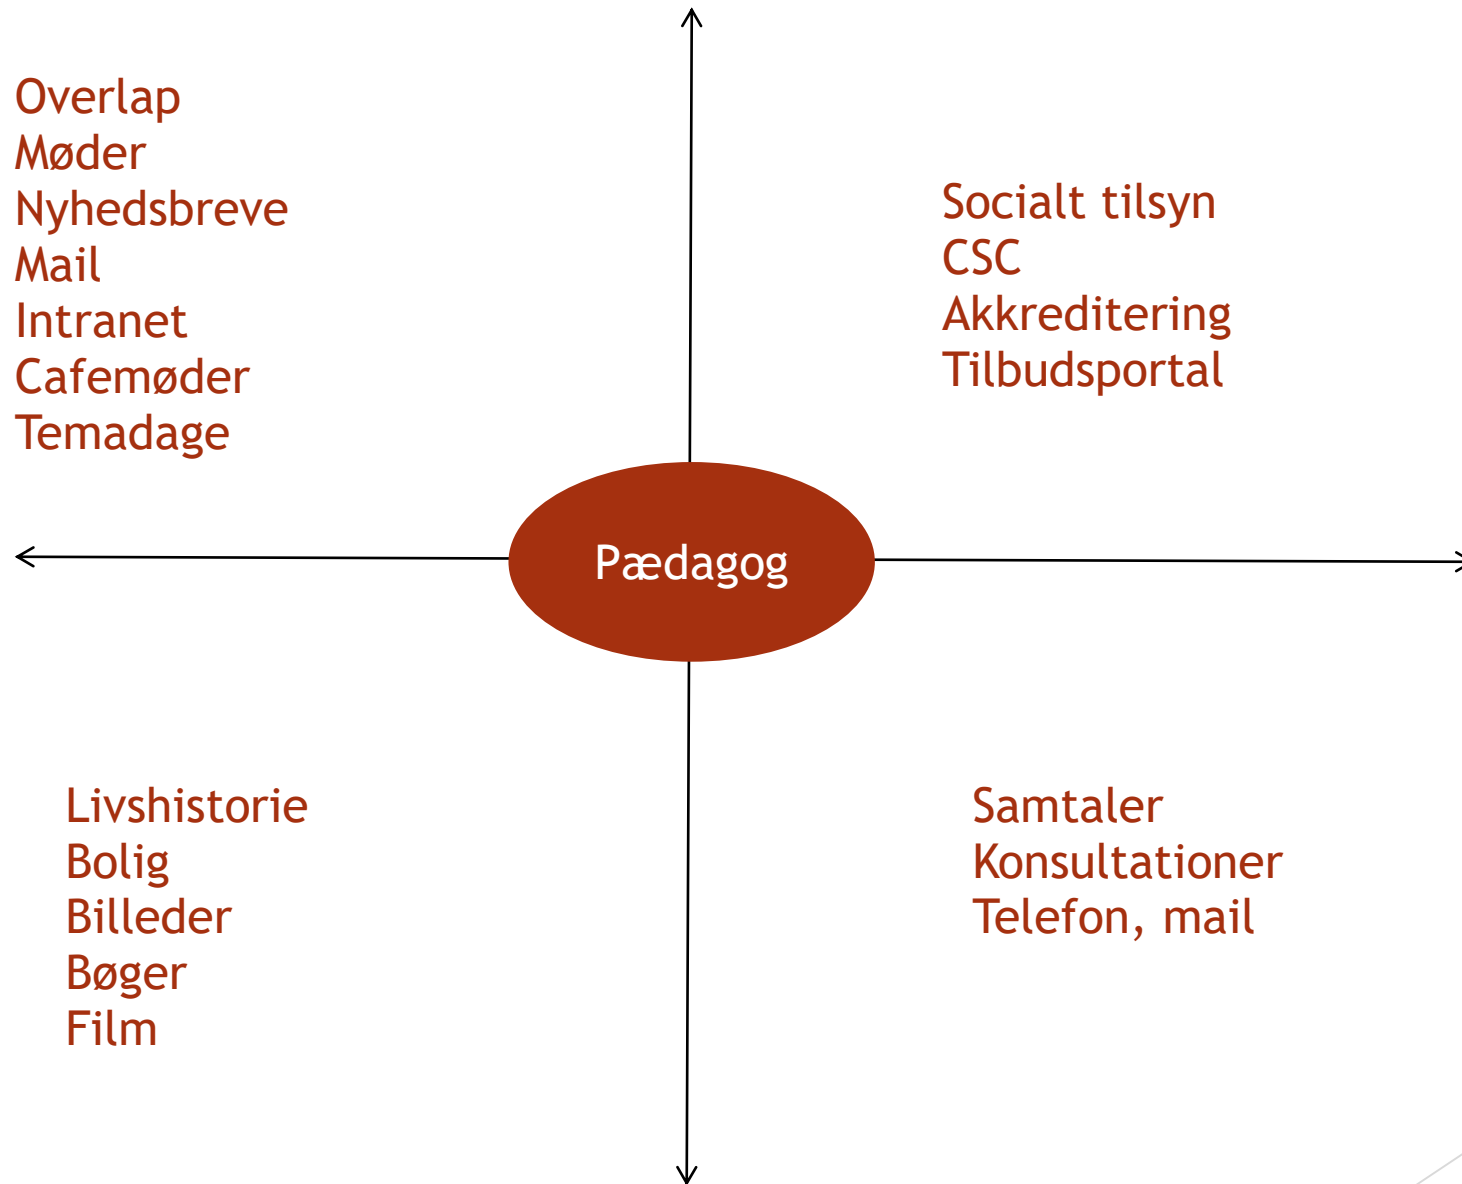 Overlap
Møder
Nyhedsbreve
Mail
Intranet
Cafemøder
Temadage
Socialt tilsyn
CSC
Akkreditering
Tilbudsportal
Pædagog
Livshistorie
Bolig
Billeder
Bøger
Film
Samtaler
Konsultationer
Telefon, mail